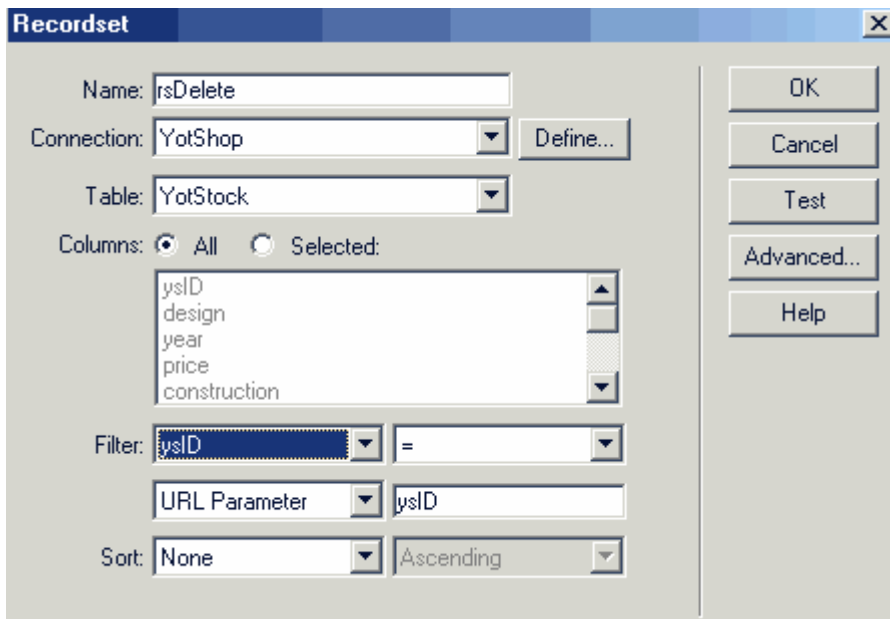 Recordset
Name: rsDelete
OK
Connection: YotShop Define...
Cancel
Table: YotStock
Test
Columns: All Selected:
Advanced...
ysID
design
Help
year
price
construction
Filter: ysID =
URL Parameter ysID
Sort: None Ascending